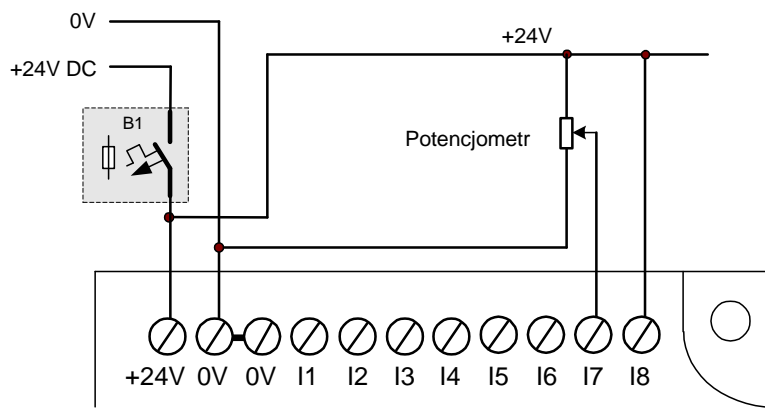 0V
+24V DC
+24V
B1
Potencjometr
+24V 0V 0V I1 I2 I3 I4 I5 I6 I7 I8